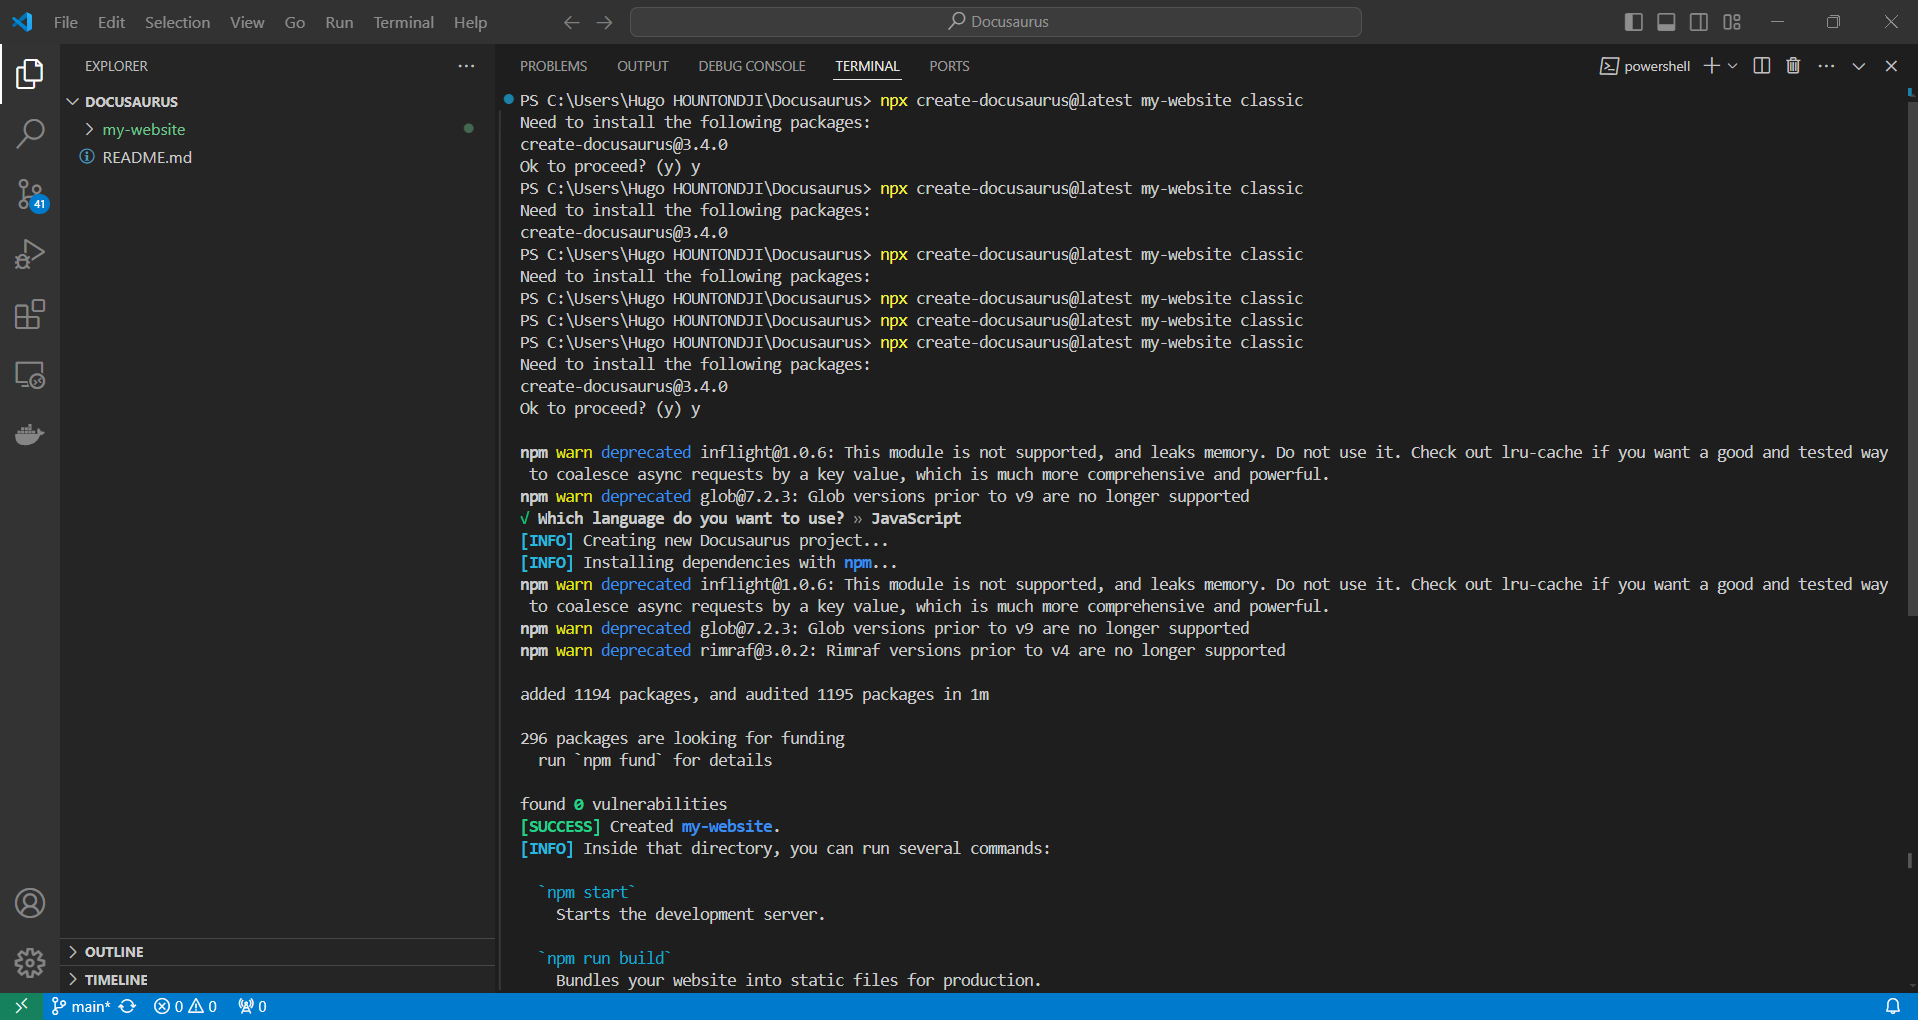 File Edit Selection View Go Run Terminal Help
Docusaurus
EXPLORER
DOCUSAURUS
my-website
README.md
41
OUTLINE
TIMELINE
PROBLEMS OUTPUT DEBUG CONSOLE TERMINAL PORTS
powershell
PS C:\Users\Hugo HOUNTONDJI\Docusaurus> npx create-docusaurus@latest my-website classic
Need to install the following packages:
create-docusaurus@3.4.0
Ok to proceed? (y) y
PS C:\Users\Hugo HOUNTONDJI\Docusaurus> npx create-docusaurus@latest my-website classic
Need to install the following packages:
create-docusaurus@3.4.0
PS C:\Users\Hugo HOUNTONDJI\Docusaurus> npx create-docusaurus@latest my-website classic
Need to install the following packages:
PS C:\Users\Hugo HOUNTONDJI\Docusaurus> npx create-docusaurus@latest my-website classic
PS C:\Users\Hugo HOUNTONDJI\Docusaurus> npx create-docusaurus@latest my-website classic
PS C:\Users\Hugo HOUNTONDJI\Docusaurus> npx create-docusaurus@latest my-website classic
Need to install the following packages:
create-docusaurus@3.4.0
Ok to proceed? (y) y
npm warn deprecated inflight@1.0.6: This module is not supported, and leaks memory. Do not use it. Check out lru-cache if you want a good and tested way
to coalesce async requests by a key value, which is much more comprehensive and powerful.
npm warn deprecated glob@7.2.3: Glob versions prior to v9 are no longer supported
√ Which language do you want to use? » JavaScript
[INFO] Creating new Docusaurus project...
[INFO] Installing dependencies with npm...
npm warn deprecated inflight@1.0.6: This module is not supported, and leaks memory. Do not use it. Check out lru-cache if you want a good and tested way
to coalesce async requests by a key value, which is much more comprehensive and powerful.
npm warn deprecated glob@7.2.3: Glob versions prior to v9 are no longer supported
npm warn deprecated rimraf@3.0.2: Rimraf versions prior to v4 are no longer supported
added 1194 packages, and audited 1195 packages in 1m
296 packages are looking for funding
run `npm fund` for details
found 0 vulnerabilities
[SUCCESS] Created my-website.
[INFO] Inside that directory, you can run several commands:
`npm start`
Starts the development server.
`npm run build`
Bundles your website into static files for production.
main* 0 0 0